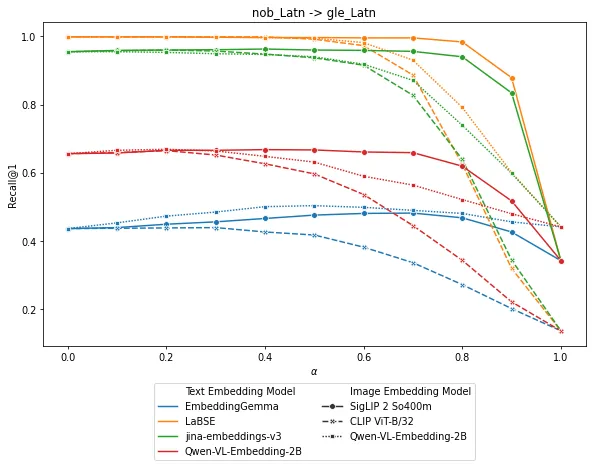 nob_Latn -> gle_Latn
Recall@1
1.0
0.8
0.6
0.4
0.2
0.0 0.2 0.4 0.6 0.8 1.0
α
Text Embedding Model
EmbeddingGemma
LaBSE
jina-embeddings-v3
Qwen-VL-Embedding-2B
Image Embedding Model
SigLIP 2 So400m
CLIP ViT-B/32
Qwen-VL-Embedding-2B